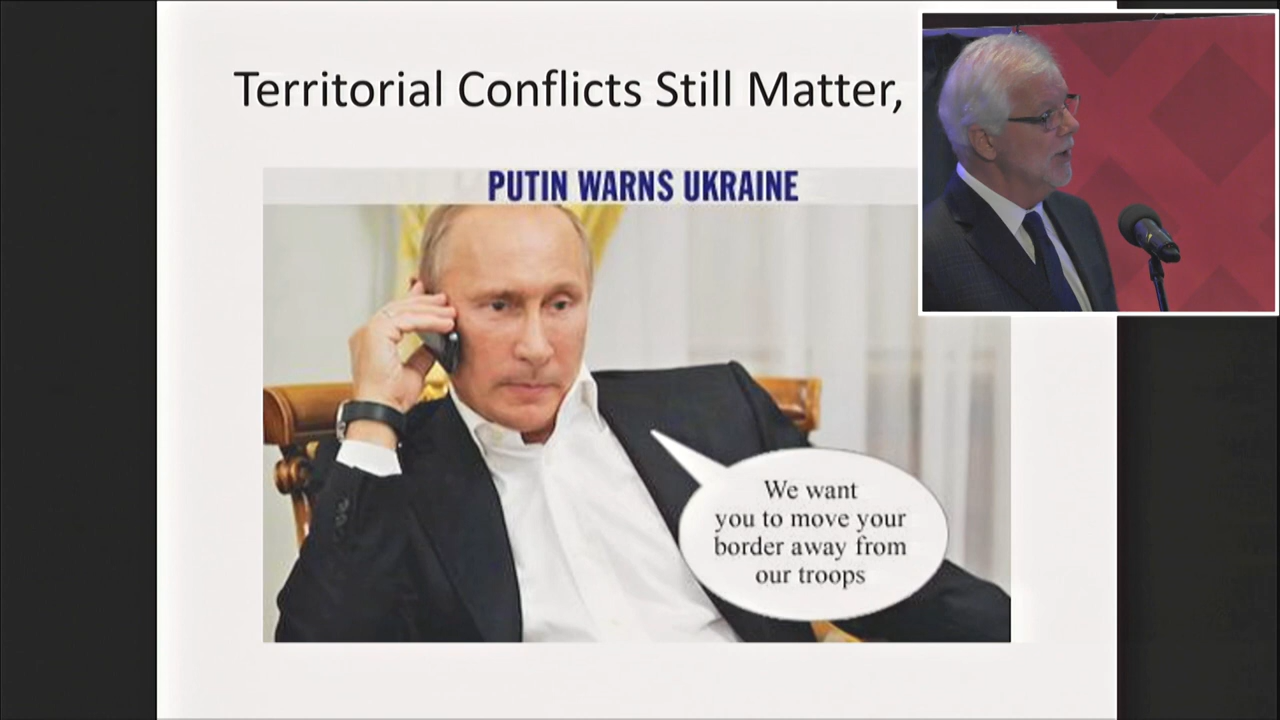 Territorial Conflicts Still Matter,
PUTIN WARNS UKRAINE
We want
you to move your
border away from
our troops